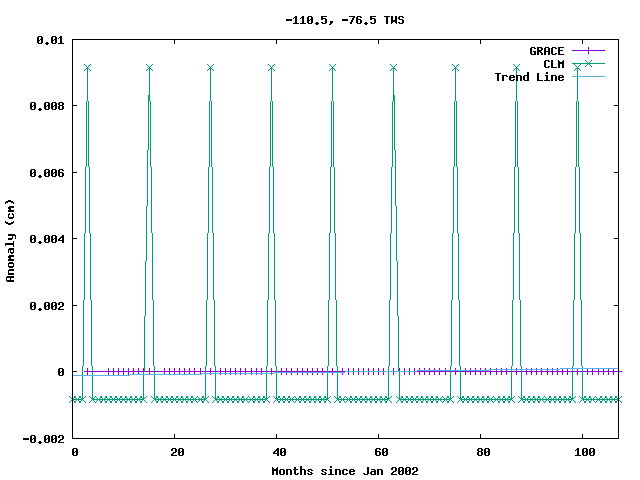 -110.5, -76.5 TWS
GRACE
CLM
Trend Line
0.01
0.008
0.006
0.004
0.002
0
-0.002
Anomaly (cm)
0 20 40 60 80 100
Months since Jan 2002